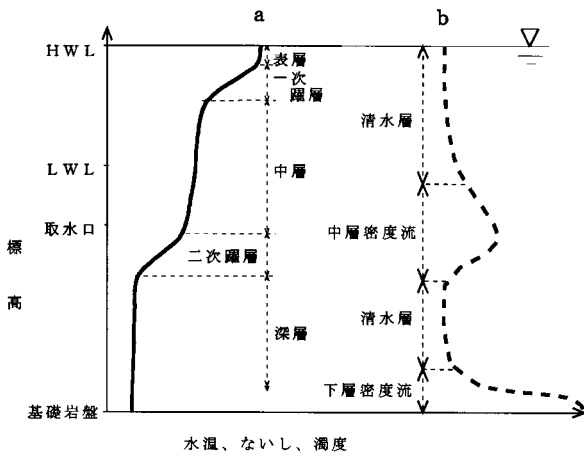 a
b
HWL
表層
一次
躍層
清水層
LWL
中層
取水口
中層密度流
標
高
二次躍層
清水層
深層
下層密度流
基礎岩盤
水温、ないし、濁度